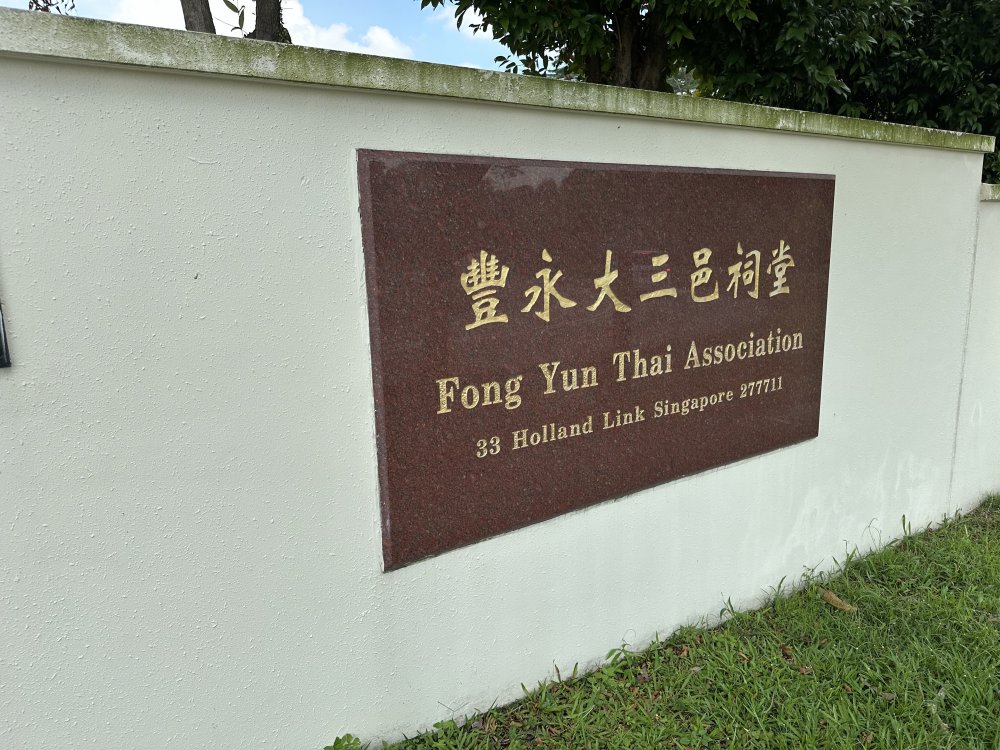 豐永大三邑祠堂
Fong Yun Thai Association
33 Holland Link Singapore 277711